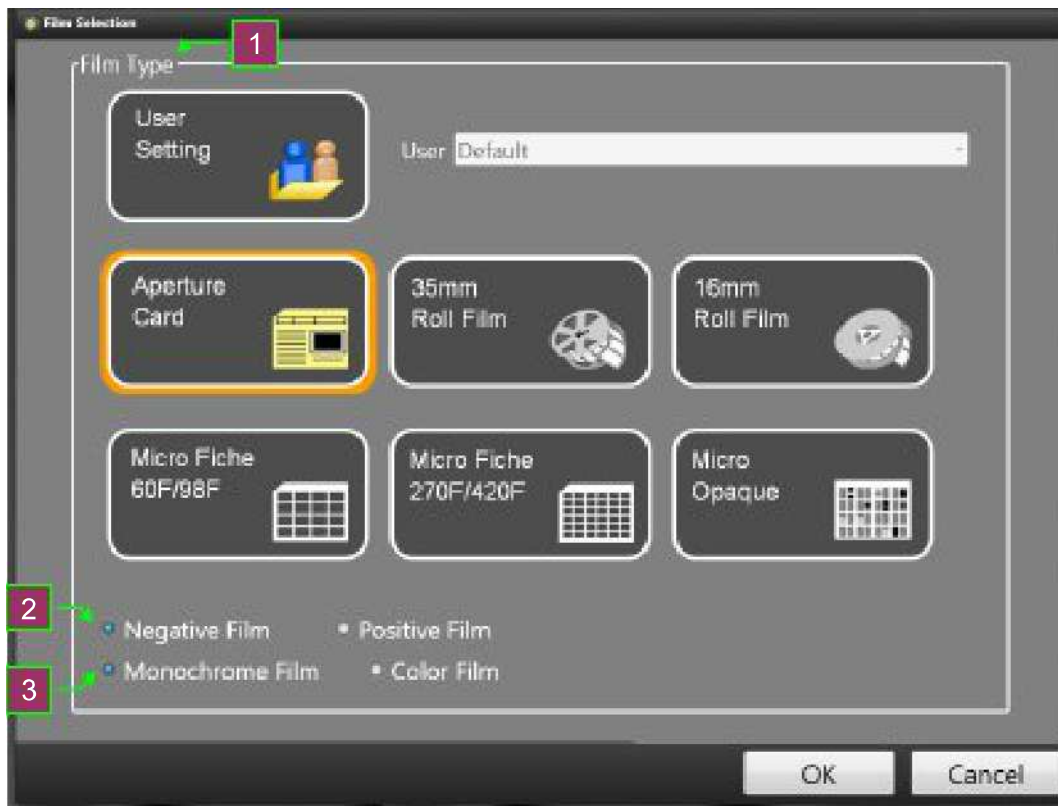 Film Selection
1
Film Type
User
Setting
User Default
Aperture
Card
35mm
Roll Film
16mm
Roll Film
Micro Fiche
60F/98F
Micro Fiche
270F/420F
Micro
Opaque
2
Negative Film Positive Film
Monochrome Film Color Film
3
OK Cancel